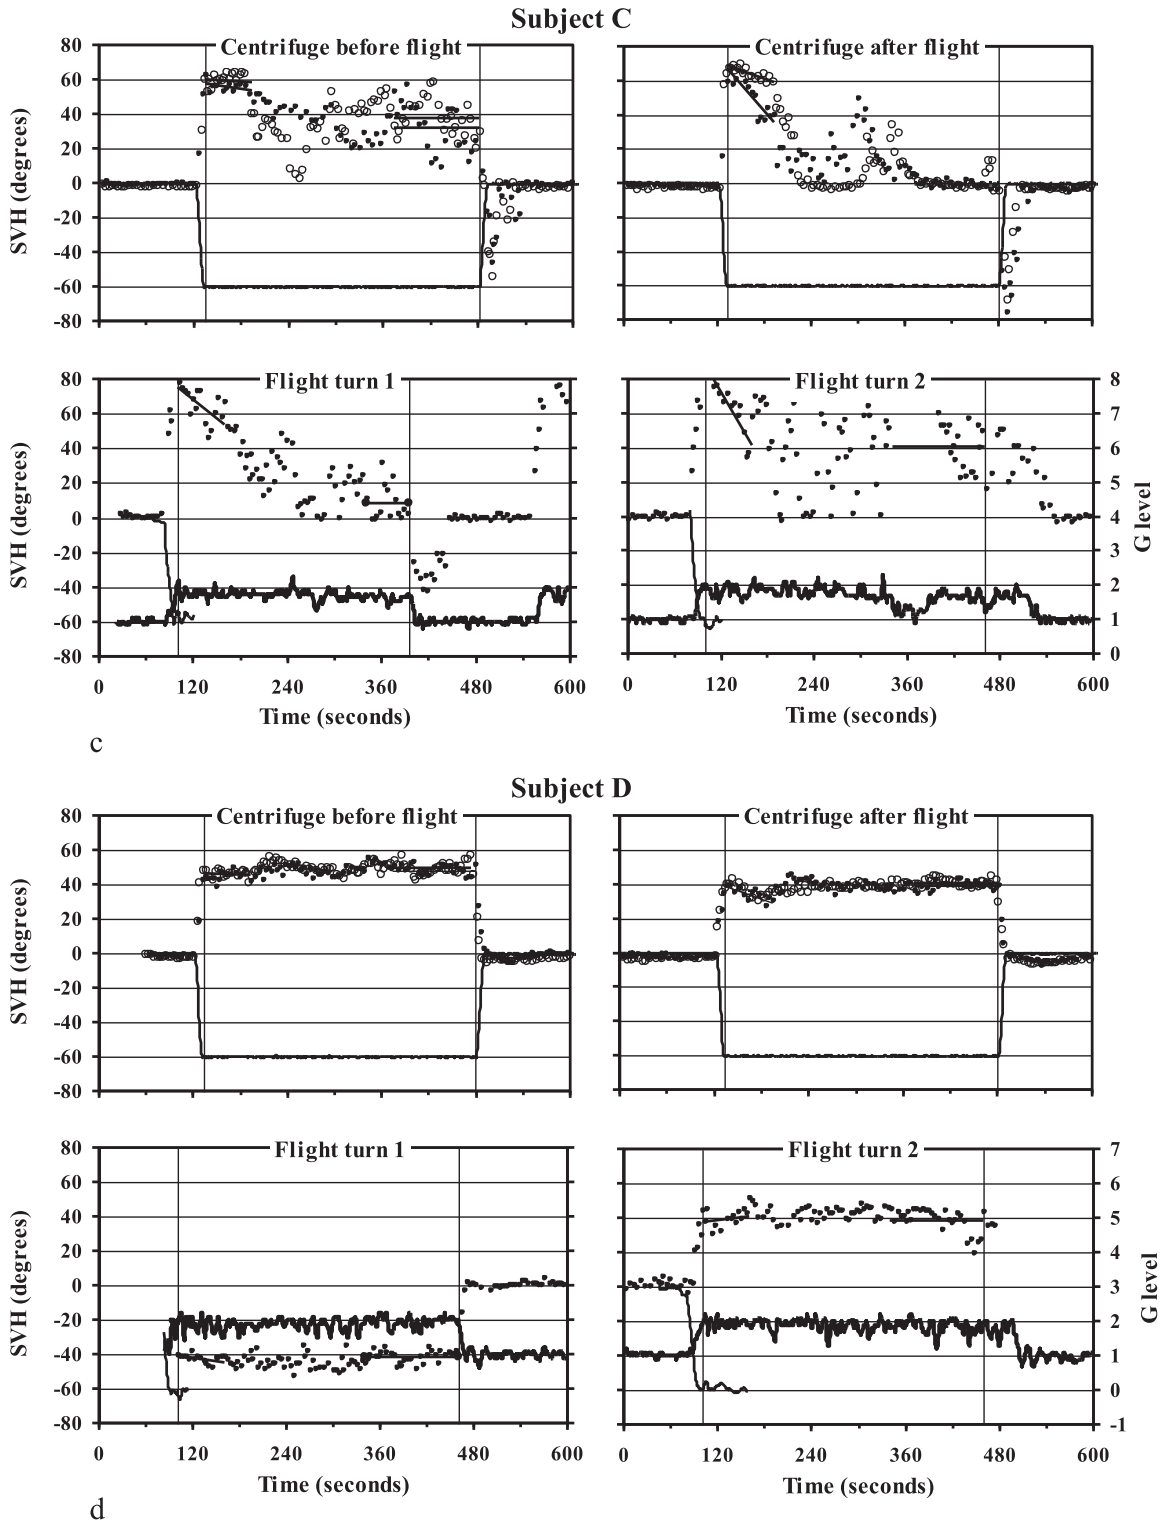 Subject C
Centrifuge before flight
Centrifuge after flight
80
60
40
20
0
-20
-40
-60
-80
SVH (degrees)
Flight turn 1
Flight turn 2
80
60
40
20
0
-20
-40
-60
-80
SVH (degrees)
8
7
6
5
4
3
2
1
0
G level
0 120 240 360 480 600
0 120 240 360 480 600
Time (seconds)
Time (seconds)
c
Subject D
Centrifuge before flight
Centrifuge after flight
80
60
40
20
0
-20
-40
-60
-80
SVH (degrees)
Flight turn 1
Flight turn 2
80
60
40
20
0
-20
-40
-60
-80
SVH (degrees)
7
6
5
4
3
2
1
0
-1
G level
0 120 240 360 480 600
0 120 240 360 480 600
Time (seconds)
Time (seconds)
d